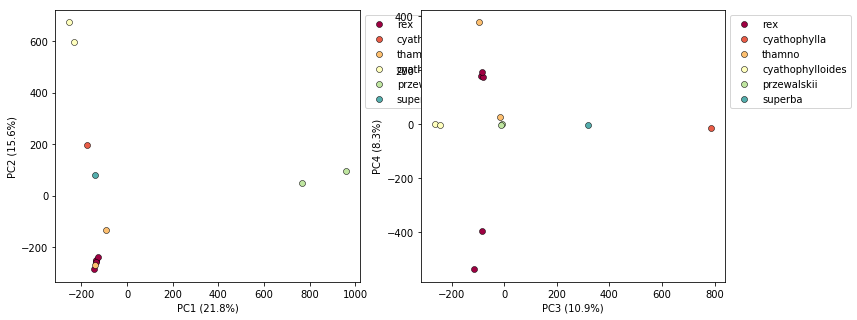 PC2 (15.6%)
600
400
200
0
−200
−200
0
200
400
600
800
1000
PC1 (21.8%)
rex
thamn
super
PC4 (8.3%)
400
200
0
−200
−400
−200
0
200
400
600
800
PC3 (10.9%)
rex
cyathophylla
thamno
cyathophylloides
przewalskii
superba